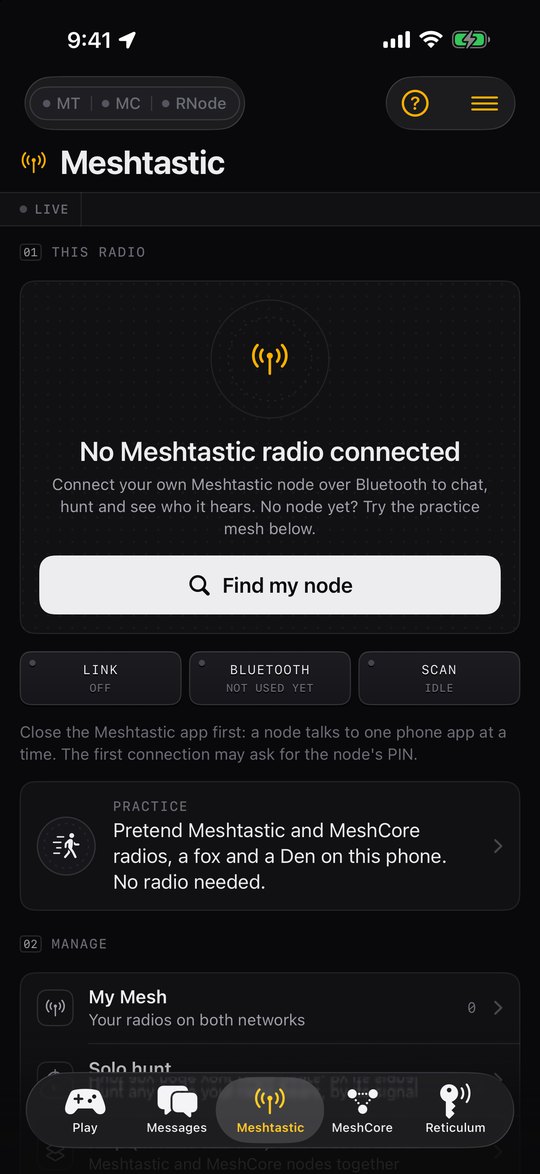 9:41
MT | MC | RNode
?
Meshtastic
LIVE
01 THIS RADIO
No Meshtastic radio connected
Connect your own Meshtastic node over Bluetooth to chat,
hunt and see who it hears. No node yet? Try the practice
mesh below.
Find my node
LINK
OFF
BLUETOOTH
NOT USED YET
SCAN
IDLE
Close the Meshtastic app first: a node talks to one phone app at a
time. The first connection may ask for the node's PIN.
PRACTICE
Pretend Meshtastic and MeshCore
radios, a fox and a Den on this phone.
No radio needed.
02 MANAGE
My Mesh
Your radios on both networks
0
Solo hunt
Play
Messages
Meshtastic
MeshCore
Reticulum
Meshtastic and MeshCore nodes together